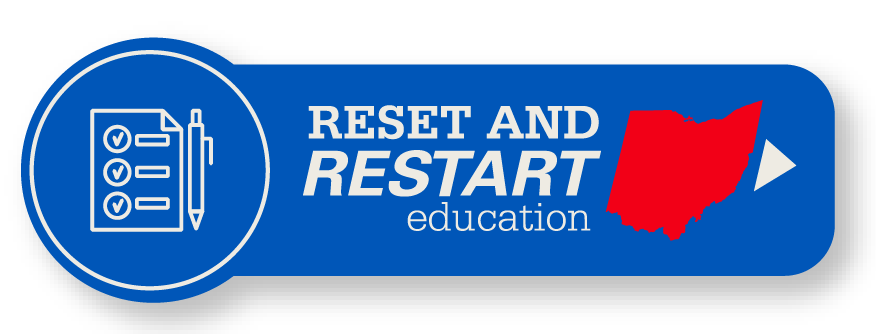 RESET AND
RESTART
education